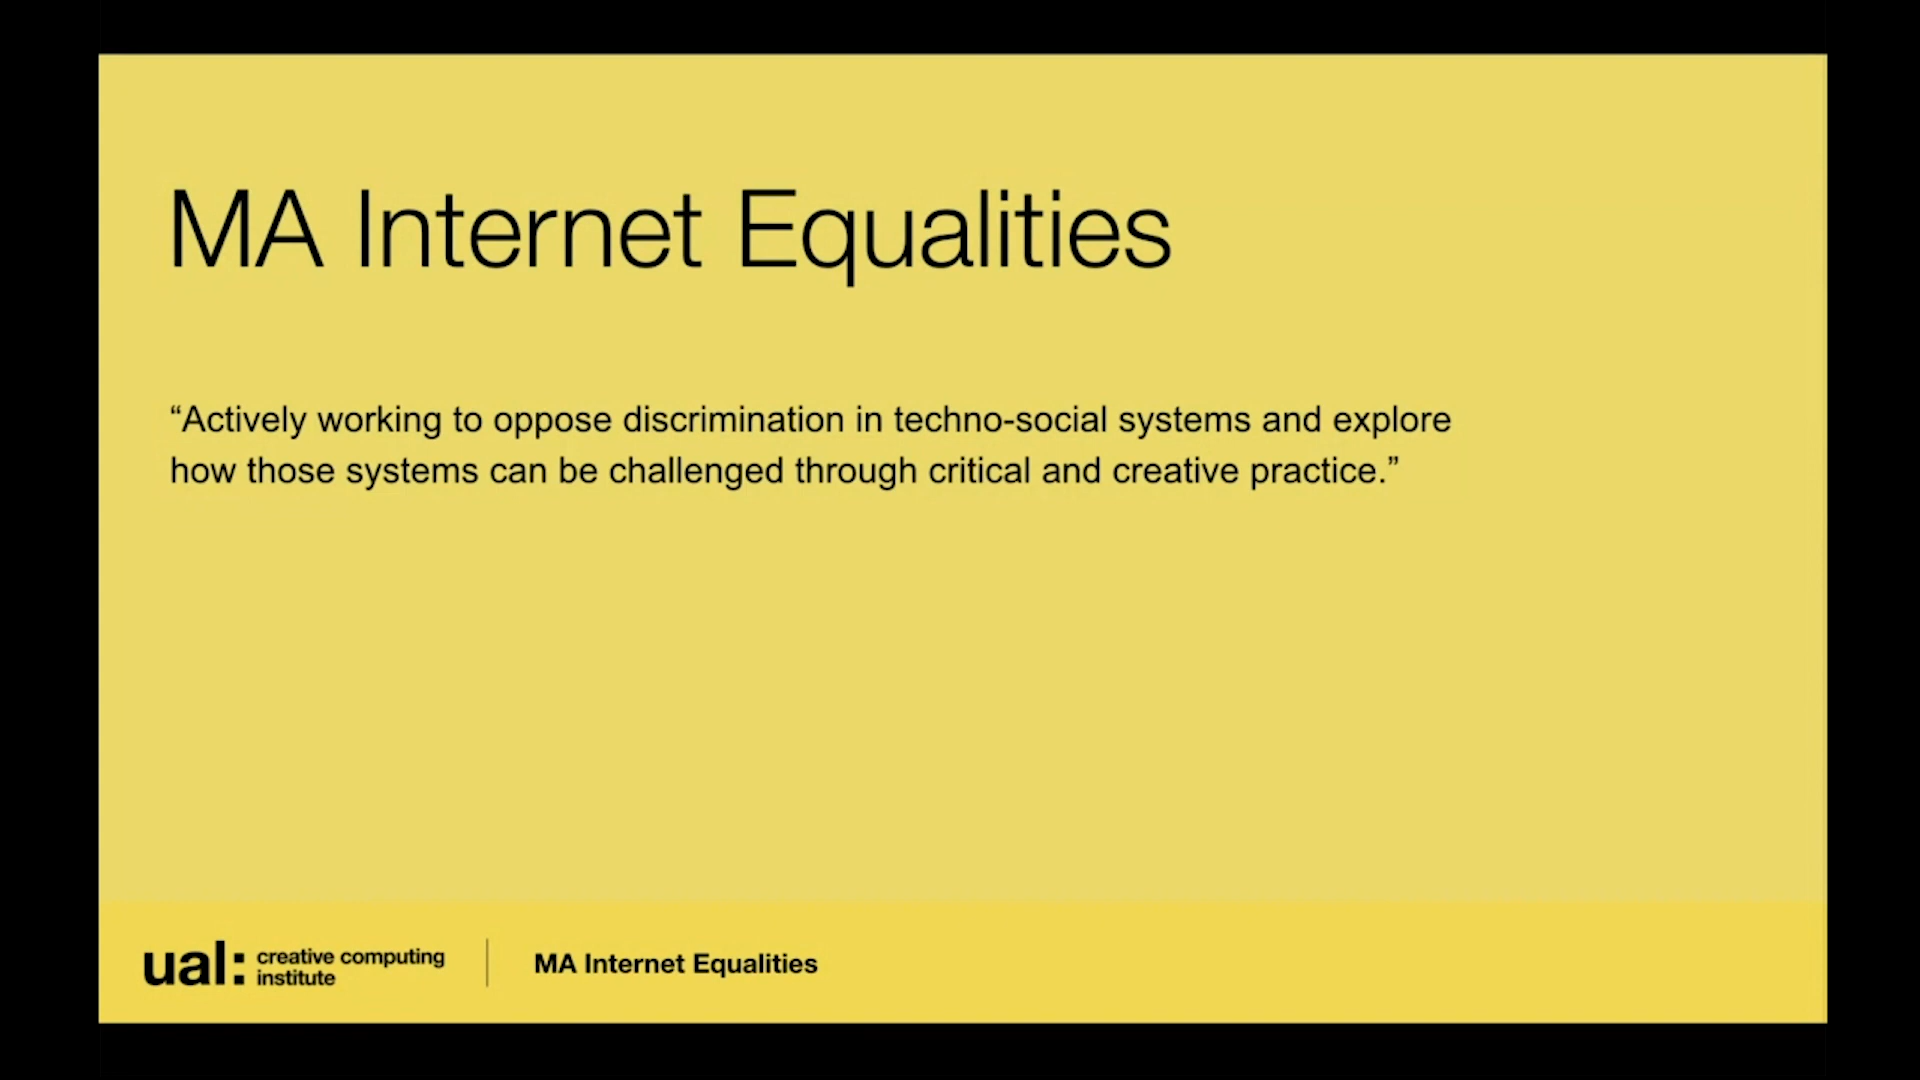 MA Internet Equalities
“Actively working to oppose discrimination in techno-social systems and explore
how those systems can be challenged through critical and creative practice.”
ual: creative computing
institute
MA Internet Equalities